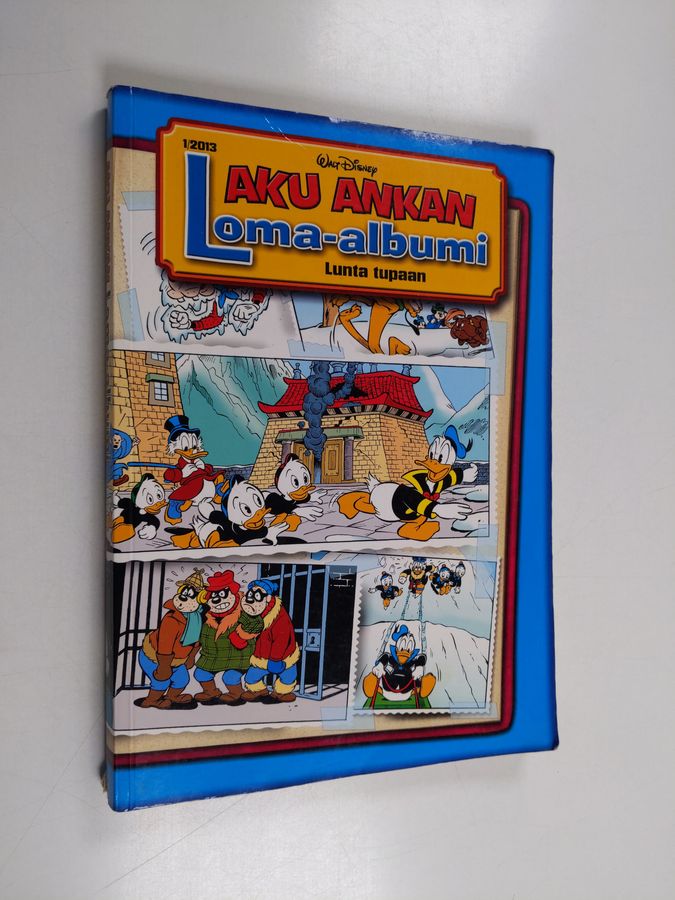 1/2013
WALT DISNEY
AKU ANKAN
Loma-albumi
Lunta tupaan